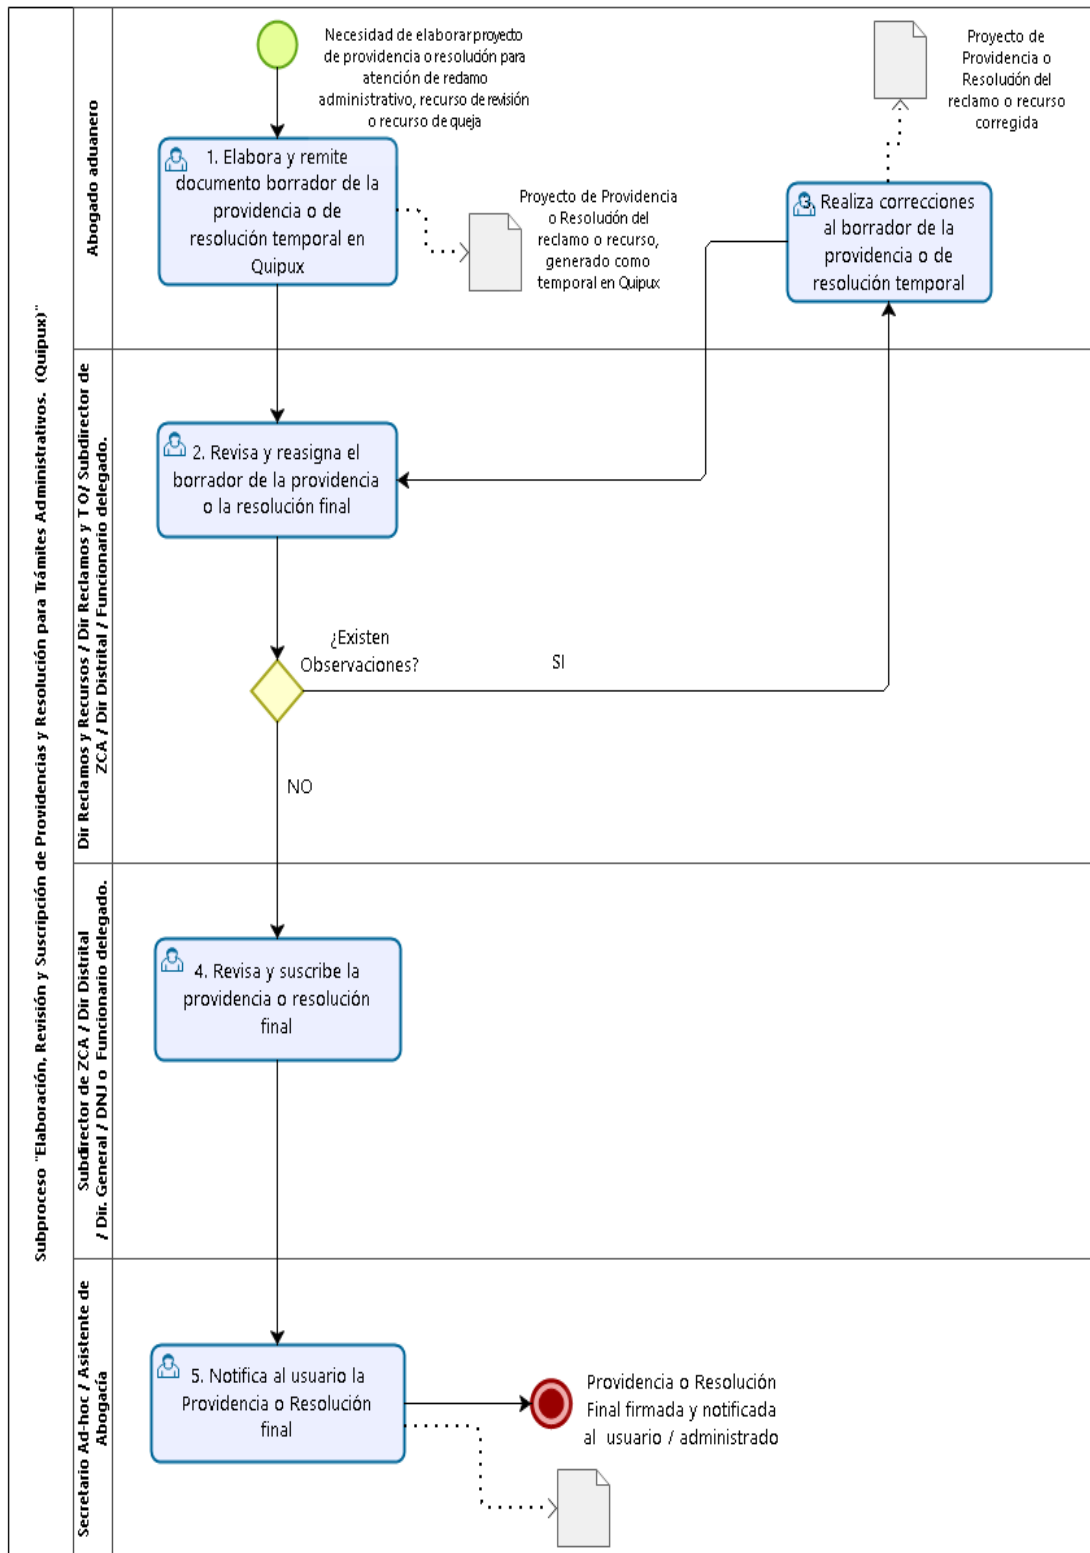 Subproceso "Elaboración, Revisión y Suscripción de Providencias y Resolución para Trámites Administrativos. (Quipux)"
Abogado aduanero
Necesidad de elaborar proyecto
de providencia o resolución para
atención de reclamo
administrativo, recurso de revisión
o recurso de queja
1. Elabora y remite
documento borrador de la
providencia o de
resolución temporal en
Quipux
Proyecto de Providencia
o Resolución del
reclamo o recurso,
generado como
temporal en Quipux
Proyecto de
Providencia o
Resolución del
reclamo o recurso
corregida
3. Realiza correcciones
al borrador de la
providencia o de
resolución temporal
Dir Reclamos y Recursos / Dir Reclamos y T O/ Subdirector de
ZCA / Dir Distrital / Funcionario delegado.
2. Revisa y reasigna el
borrador de la providencia
o la resolución final
¿Existen
Observaciones?
SI
NO
Subdirector de ZCA / Dir Distrital
/ Dir. General / DNJ o Funcionario delegado.
4. Revisa y suscribe la
providencia o resolución
final
Secretario Ad-hoc / Asistente de
Abogacía
5. Notifica al usuario la
Providencia o Resolución
final
Providencia o Resolución
Final firmada y notificada
al usuario / administrado